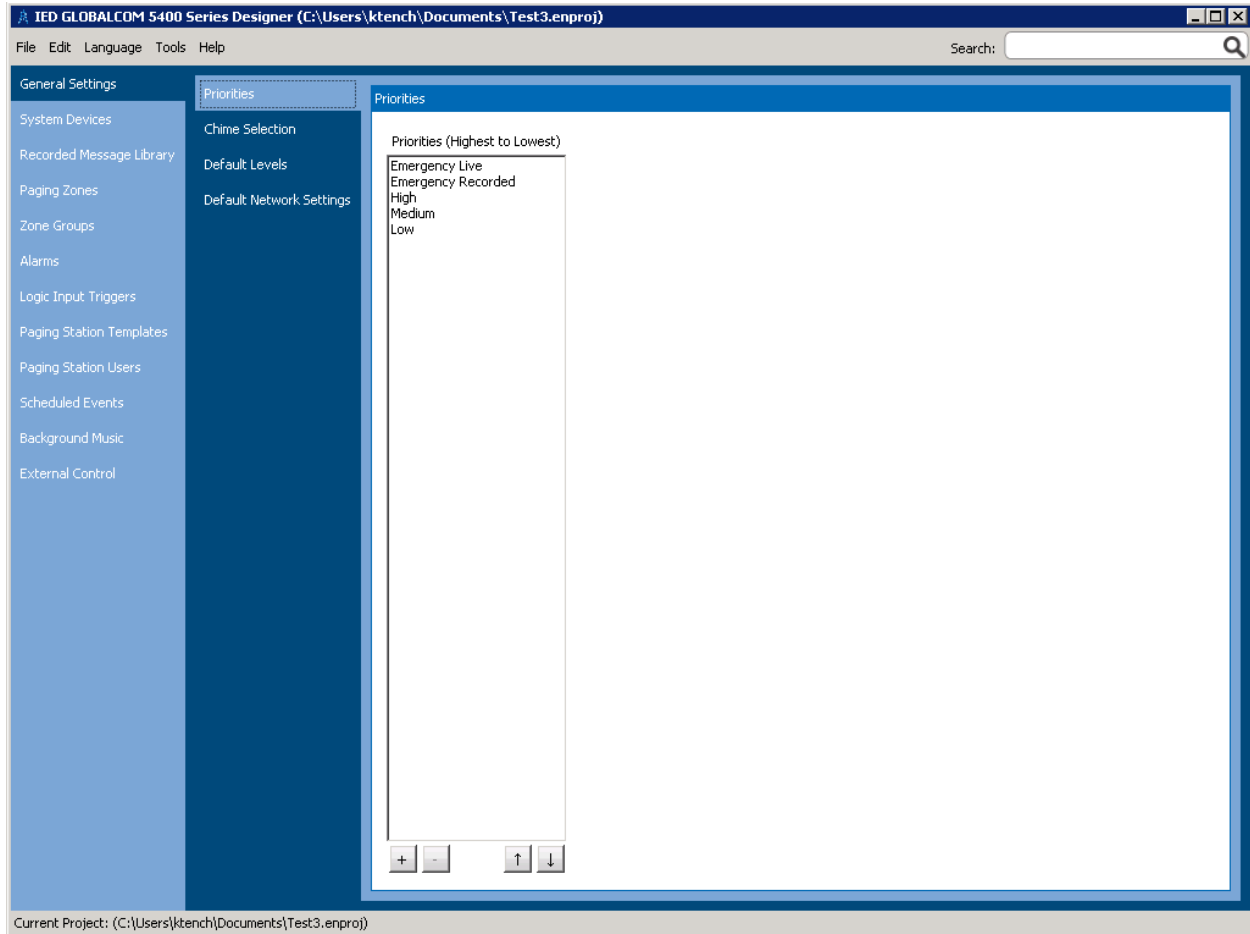 IED GLOBALCOM 5400 Series Designer (C:\Users\ktench\Documents\Test3.enproj)
File Edit Language Tools Help Search:
General Settings
System Devices
Recorded Message Library
Paging Zones
Zone Groups
Alarms
Logic Input Triggers
Paging Station Templates
Paging Station Users
Scheduled Events
Background Music
External Control
Priorities
Chime Selection
Default Levels
Default Network Settings
Priorities
Priorities (Highest to Lowest)
Emergency Live
Emergency Recorded
High
Medium
Low
+ - ↑ ↓
Current Project: (C:\Users\ktench\Documents\Test3.enproj)